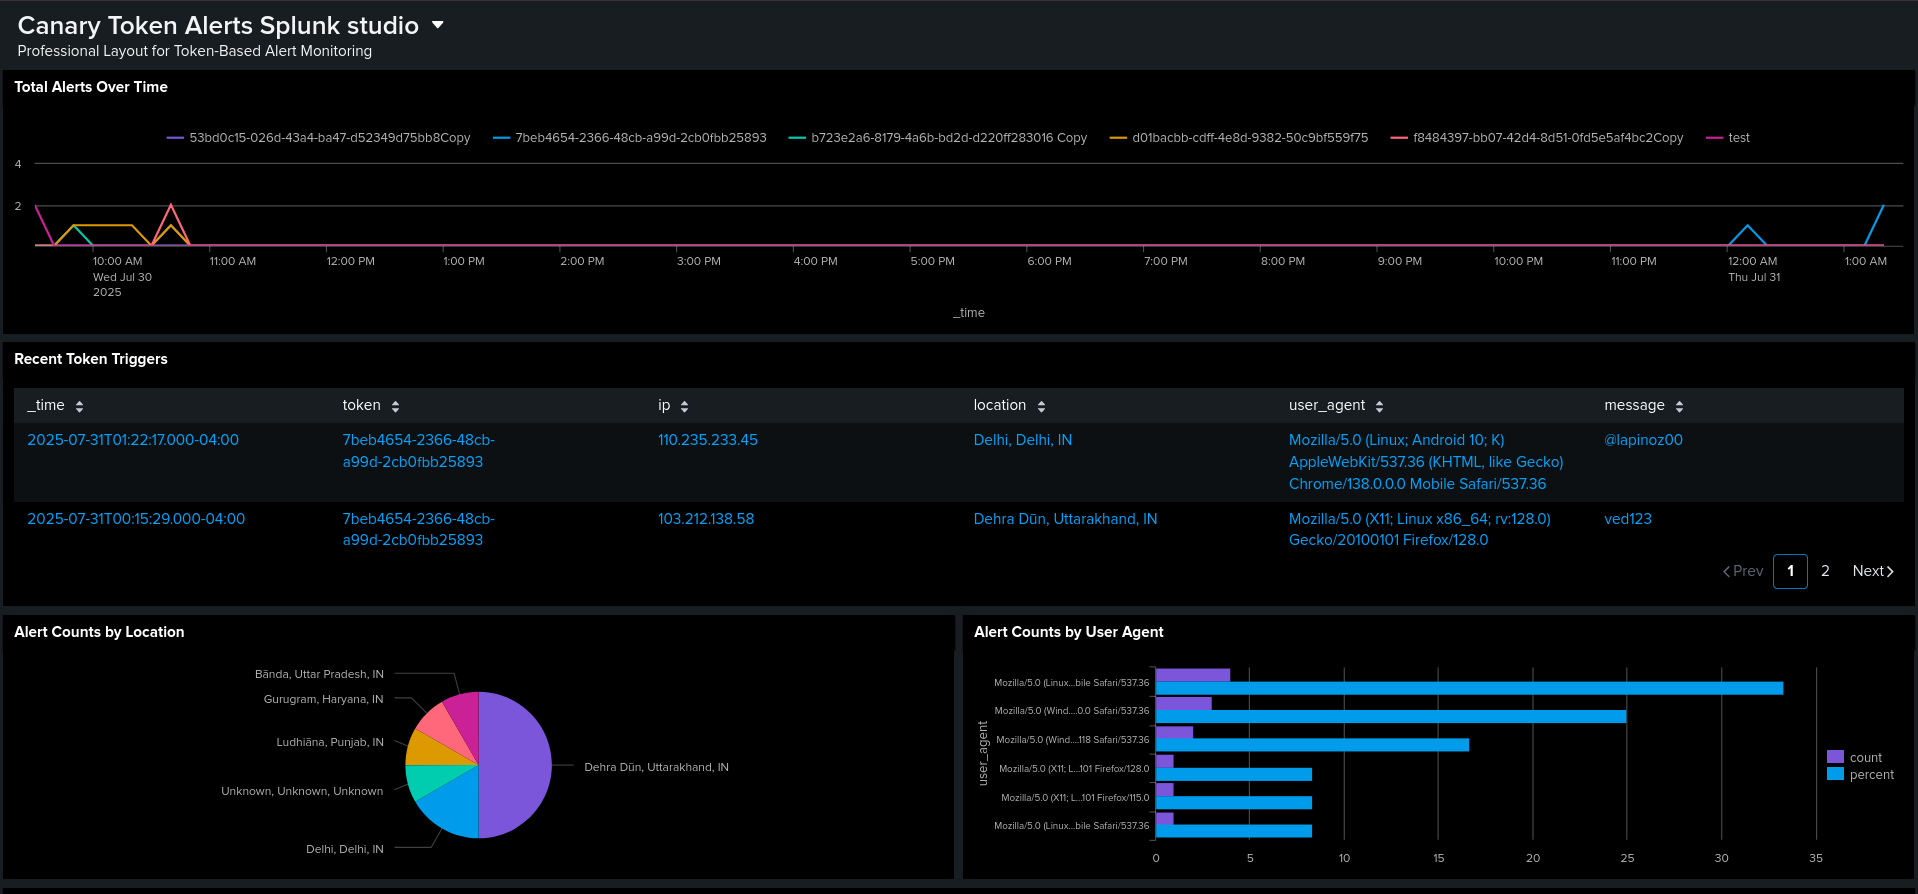 Canary Token Alerts Splunk studio
Professional Layout for Token-Based Alert Monitoring
Total Alerts Over Time
53bd0c15-026d-43a4-ba47-d52349d75bb8Copy 7beb4654-2366-48cb-a99d-2cb0fbb25893 b723e2a6-8179-4a6b-bd2d-d220ff283016 Copy d01bacbb-cdff-4e8d-9382-50c9bf559f75 f8484397-bb07-42d4-8d51-0fd5e5af4bc2Copy test
4
2
10:00 AM 11:00 AM 12:00 PM 1:00 PM 2:00 PM 3:00 PM 4:00 PM 5:00 PM 6:00 PM 7:00 PM 8:00 PM 9:00 PM 10:00 PM 11:00 PM 12:00 AM 1:00 AM
Wed Jul 30 Thu Jul 31
2025
_time
Recent Token Triggers
_time token ip location user_agent message
2025-07-31T01:22:17.000-04:00 7beb4654-2366-48cb- 110.235.233.45 Delhi, Delhi, IN Mozilla/5.0 (Linux; Android 10; K) @lapinoz00
a99d-2cb0fbb25893 AppleWebKit/537.36 (KHTML, like Gecko)
Chrome/138.0.0.0 Mobile Safari/537.36
2025-07-31T00:15:29.000-04:00 7beb4654-2366-48cb- 103.212.138.58 Dehra Dūn, Uttarakhand, IN Mozilla/5.0 (X11; Linux x86_64; rv:128.0) ved123
a99d-2cb0fbb25893 Gecko/20100101 Firefox/128.0
Prev 1 2 Next
Alert Counts by Location
Bānda, Uttar Pradesh, IN
Gurugram, Haryana, IN
Ludhiāna, Punjab, IN
Dehra Dūn, Uttarakhand, IN
Unknown, Unknown, Unknown
Delhi, Delhi, IN
Alert Counts by User Agent
user_agent
Mozilla/5.0 (Linux...bile Safari/537.36
Mozilla/5.0 (Wind....0.0 Safari/537.36
Mozilla/5.0 (Wind....118 Safari/537.36
Mozilla/5.0 (X11; L...101 Firefox/128.0
Mozilla/5.0 (X11; L...101 Firefox/115.0
Mozilla/5.0 (Linux...bile Safari/537.36
0 5 10 15 20 25 30 35
count
percent